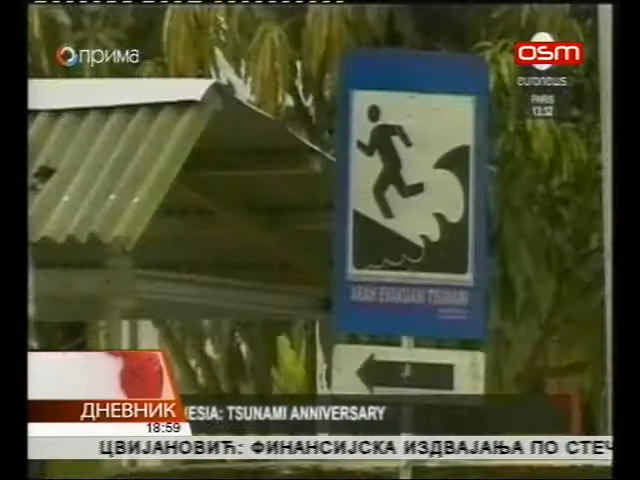 прима
OSM
euronews
PARIS
13:32
ARAH EVAKUASI TSUNAMI
ESIA: TSUNAMI ANNIVERSARY
ДНЕВНИК
18:59
ЦВИЈАНОВИЋ: ФИНАНСИЈСКА ИЗДВАЈАЊА ПО СТЕЧ